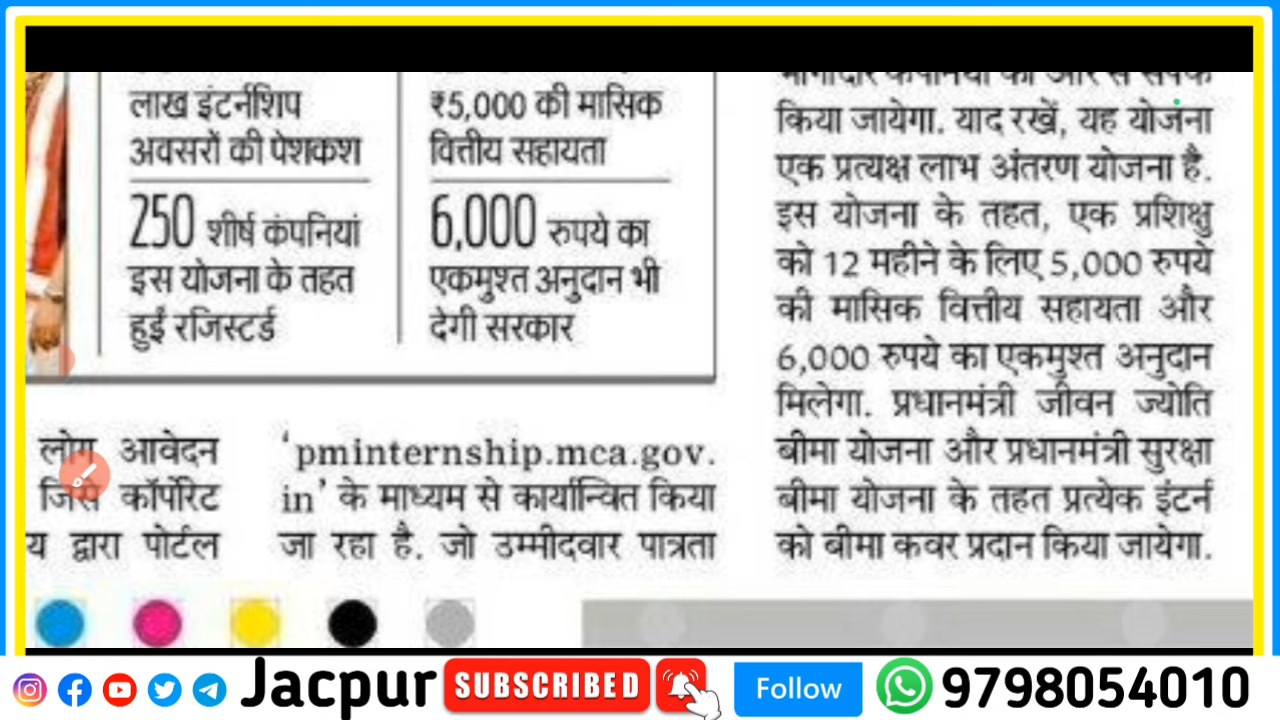 लाख इंटर्नशिप
अवसरों की पेशकश
250 शीर्ष कंपनियां
इस योजना के तहत
हुईं रजिस्टर्ड
₹5,000 की मासिक
वित्तीय सहायता
6,000 रुपये का
एकमुश्त अनुदान भी
देगी सरकार
लोग आवेदन
जिसे कॉर्पोरेट
य द्वारा पोर्टल
‘pminternship.mca.gov.
in’ के माध्यम से कार्यान्वित किया
जा रहा है. जो उम्मीदवार पात्रता
भागीदार कंपनियों की ओर से संपर्क
किया जायेगा. याद रखें, यह योजना
एक प्रत्यक्ष लाभ अंतरण योजना है.
इस योजना के तहत, एक प्रशिक्षु
को 12 महीने के लिए 5,000 रुपये
की मासिक वित्तीय सहायता और
6,000 रुपये का एकमुश्त अनुदान
मिलेगा. प्रधानमंत्री जीवन ज्योति
बीमा योजना और प्रधानमंत्री सुरक्षा
बीमा योजना के तहत प्रत्येक इंटर्न
को बीमा कवर प्रदान किया जायेगा.
Jacpur SUBSCRIBED Follow 9798054010